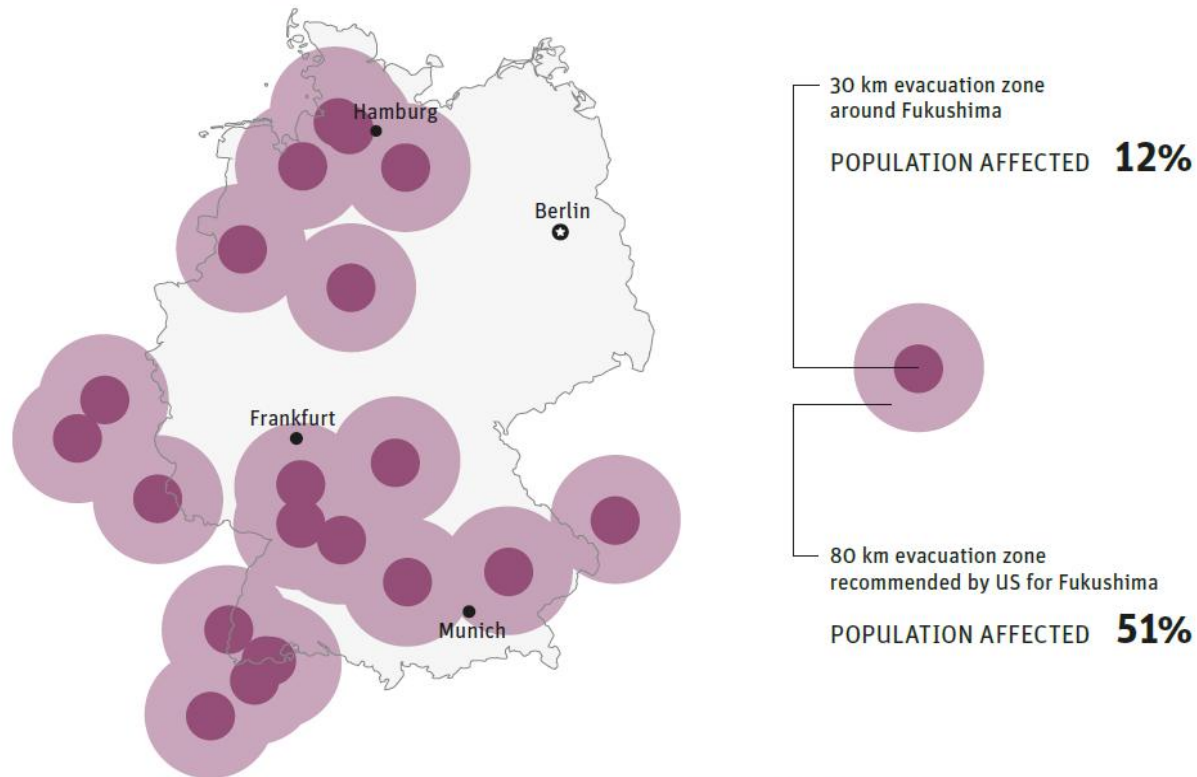 Hamburg
Berlin
Frankfurt
Munich
30 km evacuation zone
around Fukushima
POPULATION AFFECTED 12%
80 km evacuation zone
recommended by US for Fukushima
POPULATION AFFECTED 51%